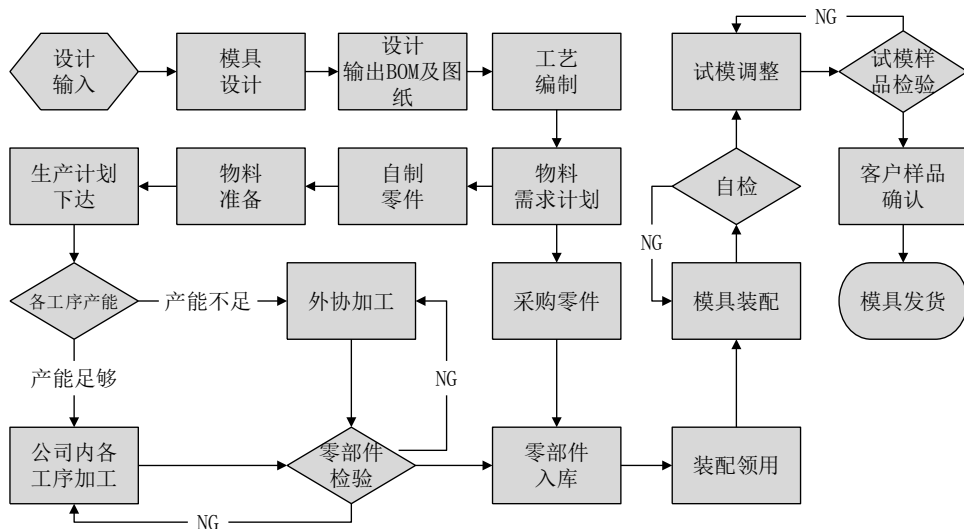 NG
设计
输入
模具
设计
设计
输出BOM及图
纸
工艺
编制
试模调整
试模样
品检验
生产计划
下达
物料
准备
自制
零件
物料
需求计划
自检
客户样品
确认
NG
各工序产能
产能不足
外协加工
采购零件
模具装配
模具发货
产能足够
NG
公司内各
工序加工
零部件
检验
零部件
入库
装配领用
NG